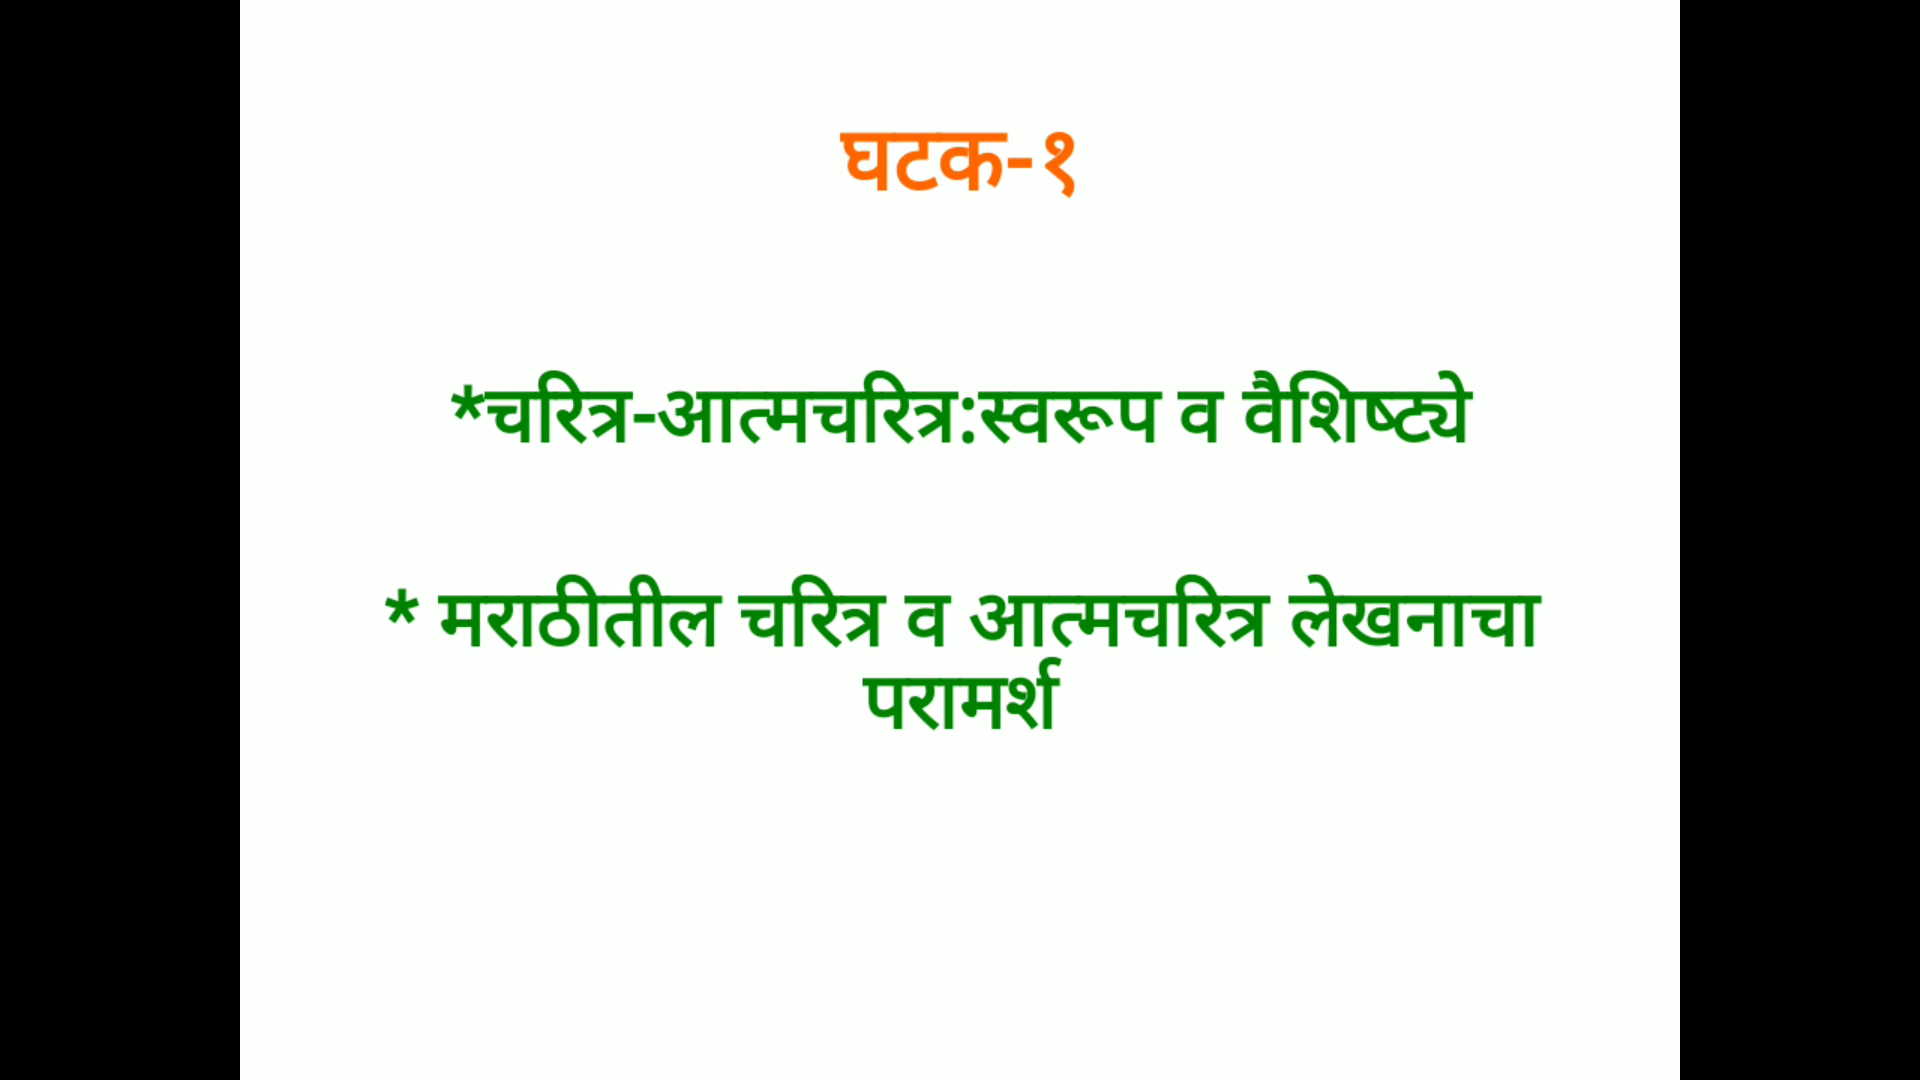 घटक-१
*चरित्र-आत्मचरित्र:स्वरूप व वैशिष्ट्ये
* मराठीतील चरित्र व आत्मचरित्र लेखनाचा
परामर्श